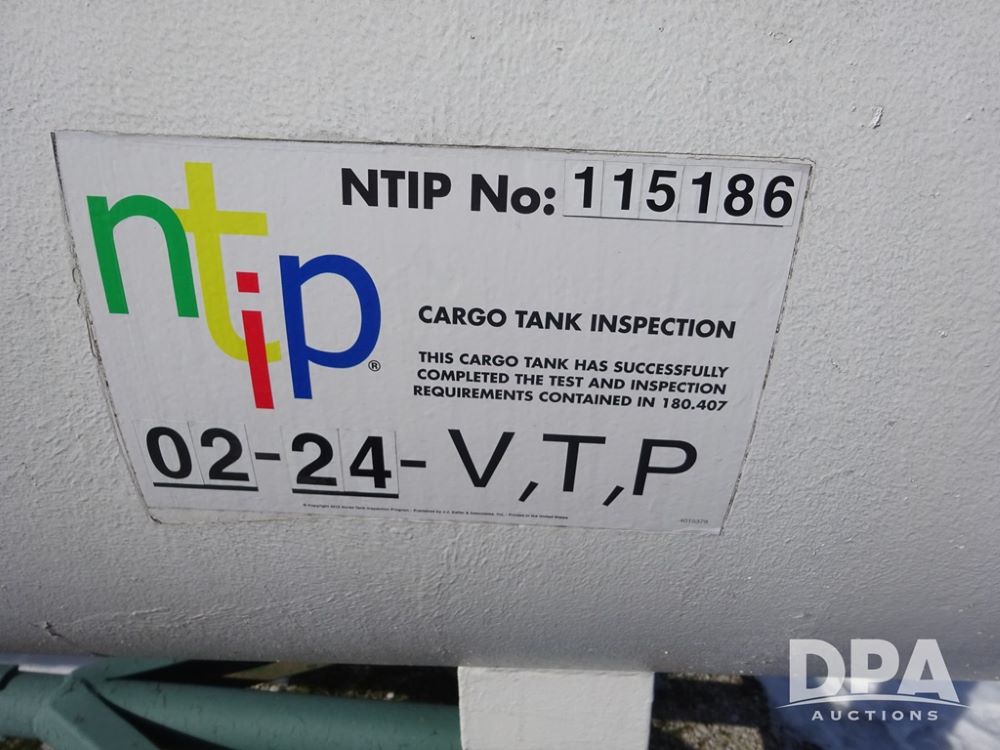 ntip®
NTIP No: 115186
CARGO TANK INSPECTION
THIS CARGO TANK HAS SUCCESSFULLY
COMPLETED THE TEST AND INSPECTION
REQUIREMENTS CONTAINED IN 180.407
02-24-V,T,P
DPA
AUCTIONS